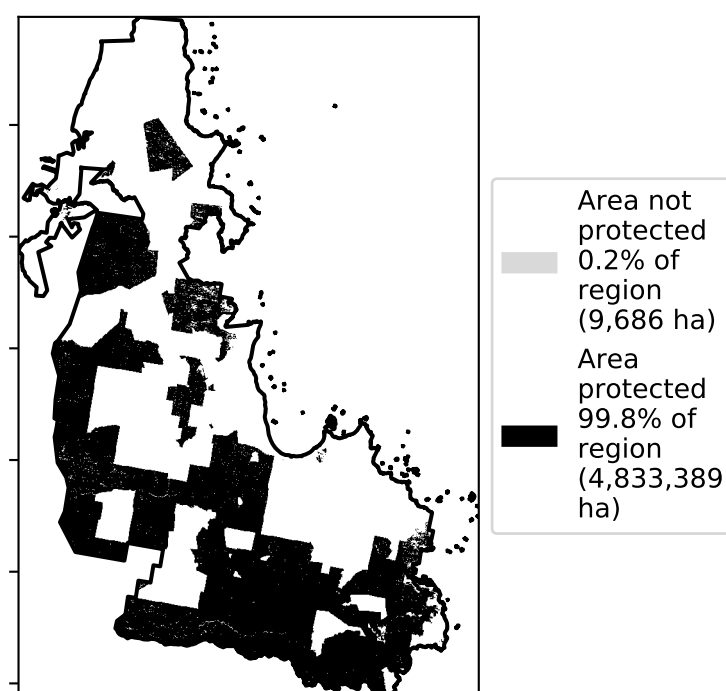 Area not
protected
0.2% of
region
(9,686 ha)
Area
protected
99.8% of
region
(4,833,389
ha)